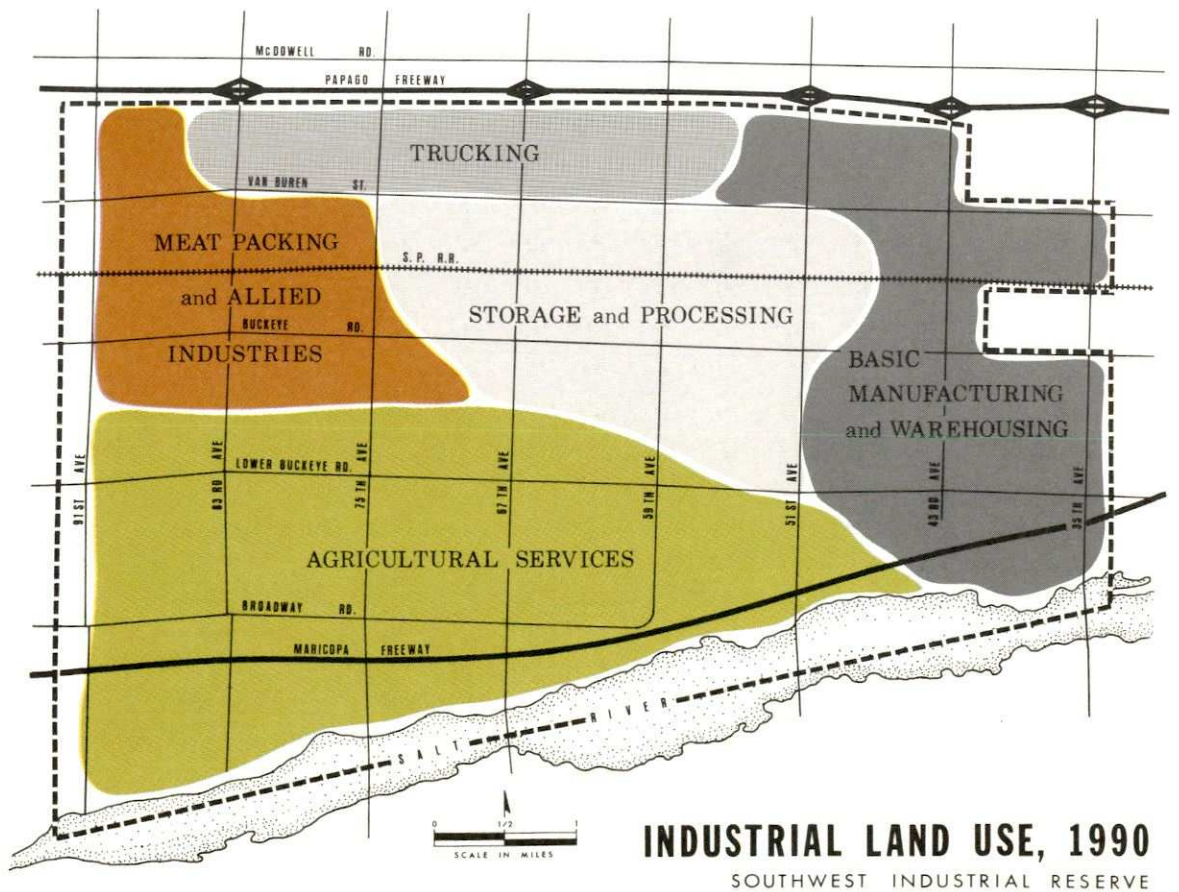 McDOWELL RD.
PAPAGO FREEWAY
TRUCKING
VAN BUREN ST.
MEAT PACKING
and ALLIED
INDUSTRIES
S. P. R.R.
STORAGE and PROCESSING
BUCKEYE RD.
BASIC
MANUFACTURING
and WAREHOUSING
LOWER BUCKEYE RD.
91 ST AVE
83 RD AVE
75 TH AVE
67 TH AVE
59 TH AVE
51 ST AVE
43 RD AVE
35 TH AVE
AGRICULTURAL SERVICES
BROADWAY RD.
MARICOPA FREEWAY
SALT RIVER
0 1/2 1
SCALE IN MILES
INDUSTRIAL LAND USE, 1990
SOUTHWEST INDUSTRIAL RESERVE